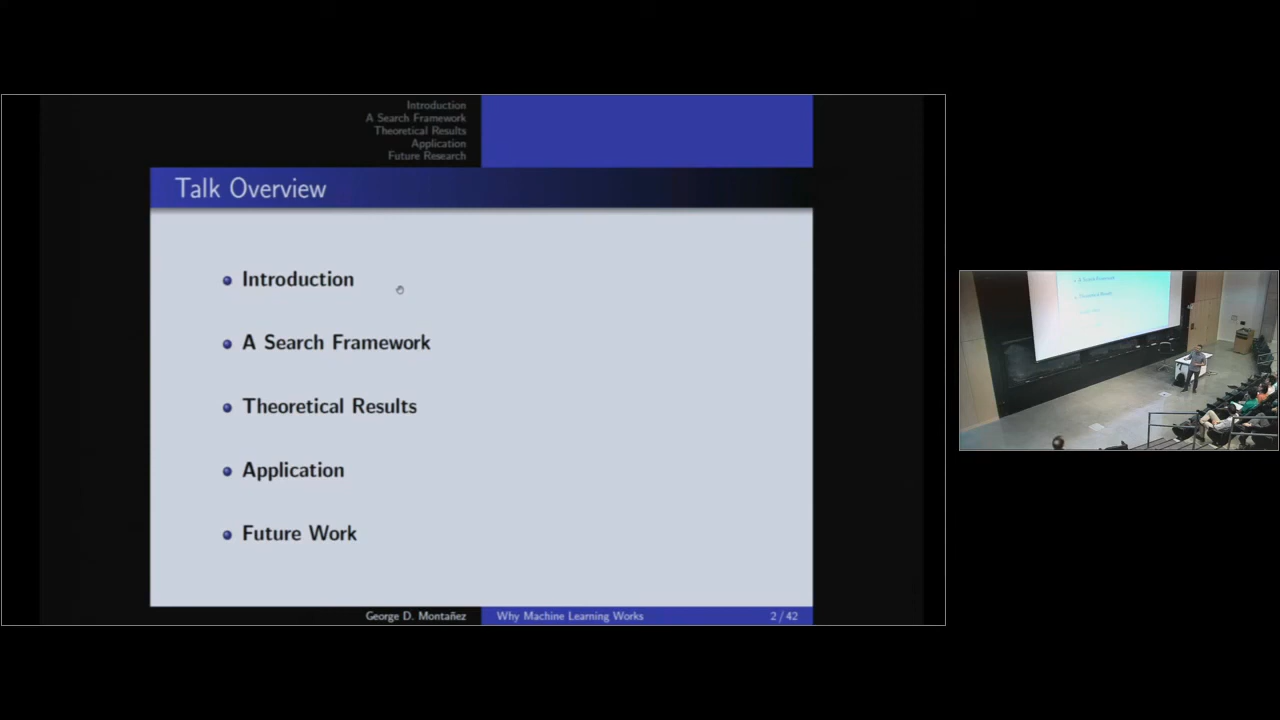 Introduction
A Search Framework
Theoretical Results
Application
Future Research
Talk Overview
Introduction
A Search Framework
Theoretical Results
Application
Future Work
George D. Montañez
Why Machine Learning Works
2 / 42